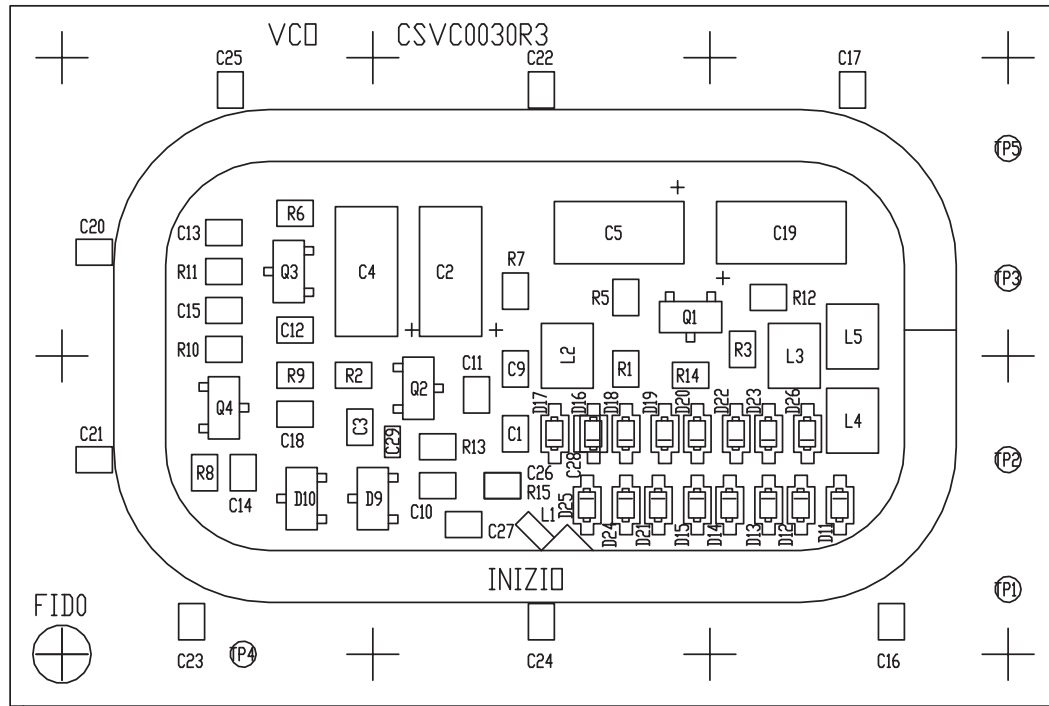 VCO CSVC0030R3
C25 C22 C17
TP5
C20 C13 R6 C5 C19
R11 Q3 C4 C2 R7 TP3
C15 R5 Q1 R12
C12 L5
R10 L2 R3 L3
R9 R2 Q2 C11 C9 R1 R14
Q4 D17 D16 D18 D19 D20 D22 D23 D26
C18 C3 C29 C1 L4
C21 R13 TP2
R8 C14 C28 C26
D10 D9 C10 R15
D25 D24 D21 D15 D14 D13 D12 D11
C27 L1
INIZIO
TP1
FIDO
C23 TP4 C24 C16